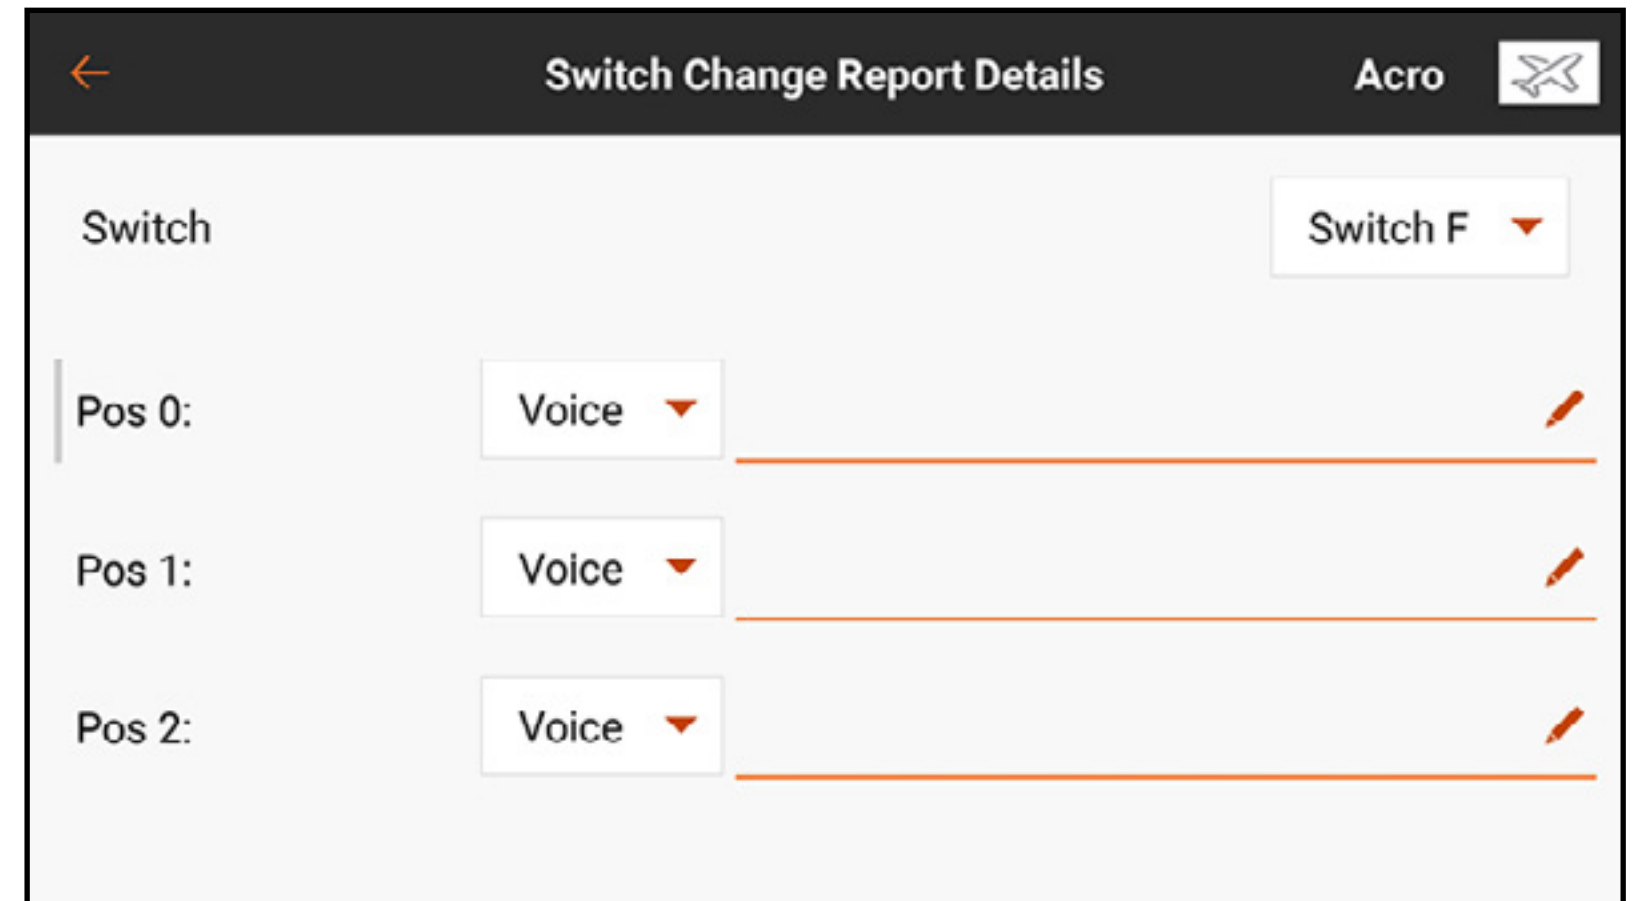 Switch Change Report Details Acro
Switch Switch F
Pos 0: Voice
Pos 1: Voice
Pos 2: Voice